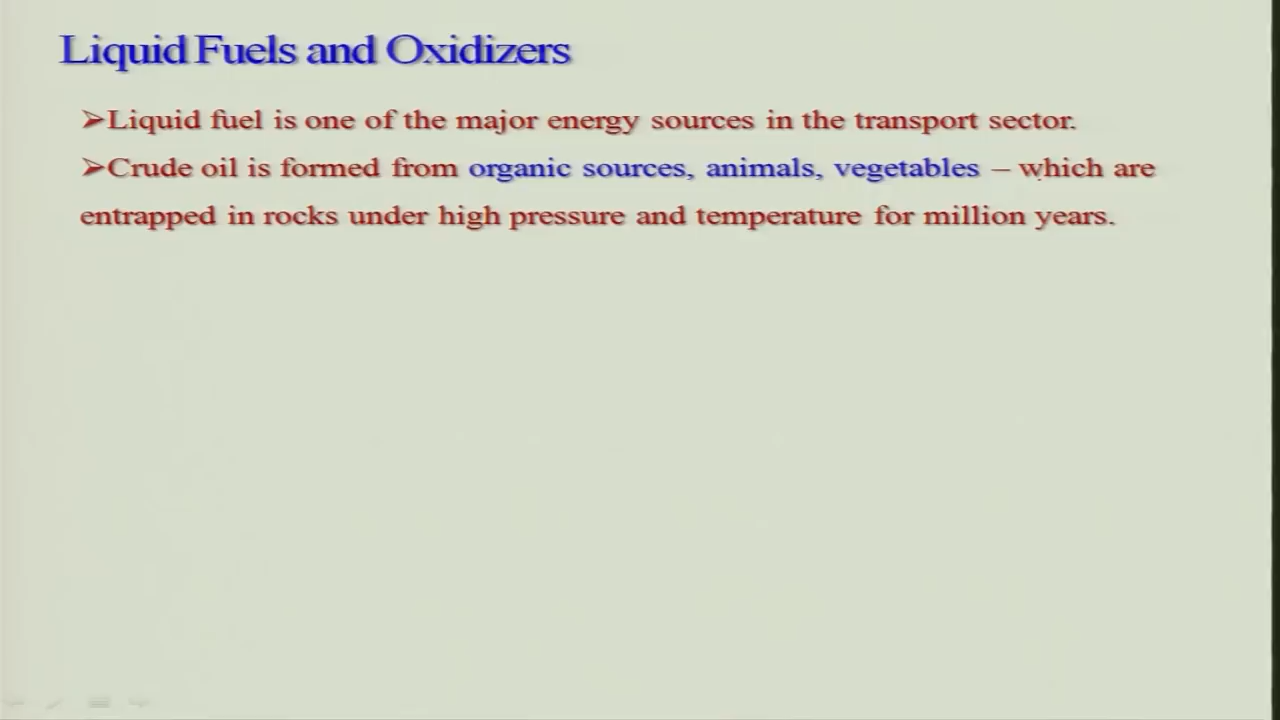 Liquid Fuels and Oxidizers
➢Liquid fuel is one of the major energy sources in the transport sector.
➢Crude oil is formed from organic sources, animals, vegetables – which are
entrapped in rocks under high pressure and temperature for million years.